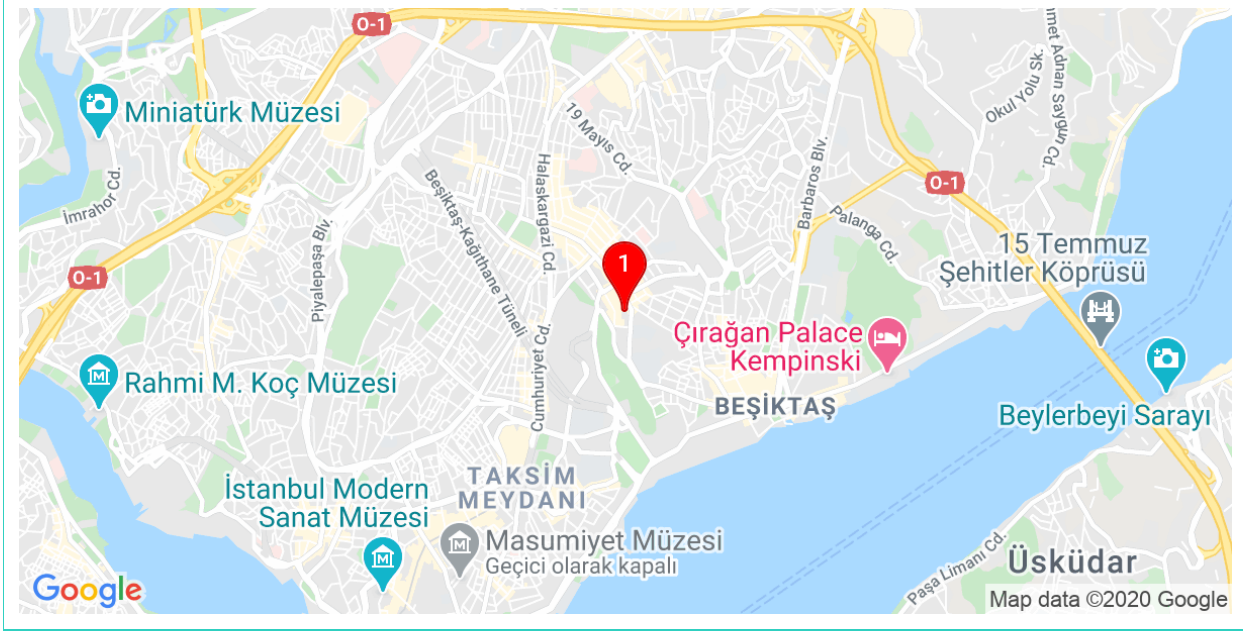 O-1
Miniatürk Müzesi
19 Mayıs Cd.
Okul Yolu Sk.
met Adnan Saygun Cd.
Halaskargazi Cd.
Barbaros Blv.
O-1
İmrahor Cd.
Beşiktaş-Kağıthane Tüneli
Palanga Cd.
Piyalepaşa Blv.
15 Temmuz
Şehitler Köprüsü
1
O-1
Çırağan Palace
Kempinski
Cumhuriyet Cd.
Rahmi M. Koç Müzesi
BEŞİKTAŞ
Beylerbeyi Sarayı
TAKSİM
MEYDANI
İstanbul Modern
Sanat Müzesi
Masumiyet Müzesi
Geçici olarak kapalı
Paşa Limanı Cd.
Üsküdar
Google
Map data ©2020 Google